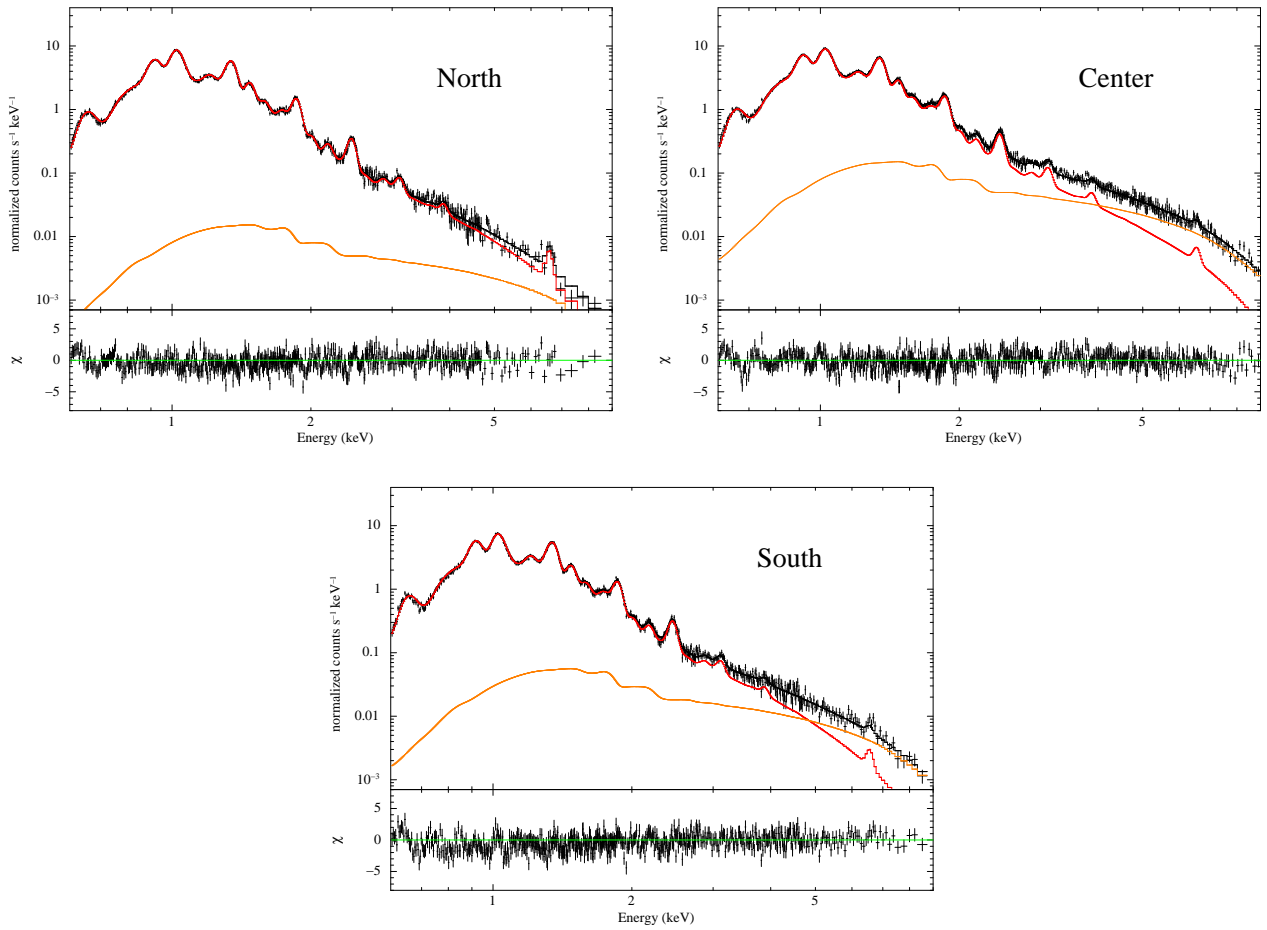 North
normalized counts s⁻¹ keV⁻¹
10
1
0.1
0.01
10⁻³
χ
5
0
−5
1
2
5
Energy (keV)
Center
normalized counts s⁻¹ keV⁻¹
10
1
0.1
0.01
10⁻³
χ
5
0
−5
1
2
5
Energy (keV)
South
normalized counts s⁻¹ keV⁻¹
10
1
0.1
0.01
10⁻³
χ
5
0
−5
1
2
5
Energy (keV)